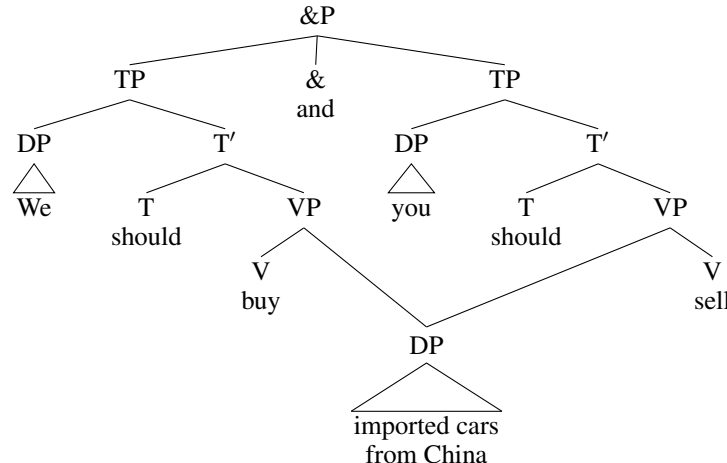 &P
TP & TP
and
DP T′ DP T′
We T VP you T VP
should should
V V
buy sell
DP
imported cars
from China